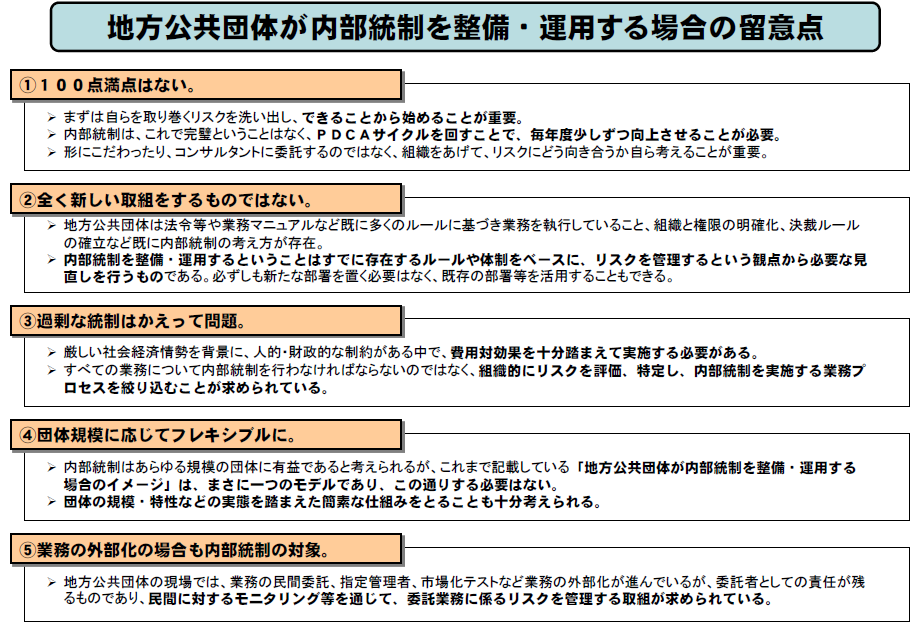 地方公共団体が内部統制を整備・運用する場合の留意点
①１００点満点はない。
➢ まずは自らを取り巻くリスクを洗い出し、できることから始めることが重要。
➢ 内部統制は、これで完璧ということはなく、ＰＤＣＡサイクルを回すことで、毎年度少しずつ向上させることが必要。
➢ 形にこだわったり、コンサルタントに委託するのではなく、組織をあげて、リスクにどう向き合うか自ら考えることが重要。
②全く新しい取組をするものではない。
➢ 地方公共団体は法令等や業務マニュアルなど既に多くのルールに基づき業務を執行していること、組織と権限の明確化、決裁ルール
の確立など既に内部統制の考え方が存在。
➢ 内部統制を整備・運用するということはすでに存在するルールや体制をベースに、リスクを管理するという観点から必要な見
直しを行うものである。必ずしも新たな部署を置く必要はなく、既存の部署等を活用することもできる。
③過剰な統制はかえって問題。
➢ 厳しい社会経済情勢を背景に、人的・財政的な制約がある中で、費用対効果を十分踏まえて実施する必要がある。
➢ すべての業務について内部統制を行わなければならないのではなく、組織的にリスクを評価、特定し、内部統制を実施する業務プ
ロセスを絞り込むことが求められている。
④団体規模に応じてフレキシブルに。
➢ 内部統制はあらゆる規模の団体に有益であると考えられるが、これまで記載している「地方公共団体が内部統制を整備・運用する
場合のイメージ」は、まさに一つのモデルであり、この通りする必要はない。
➢ 団体の規模・特性などの実態を踏まえた簡素な仕組みをとることも十分考えられる。
⑤業務の外部化の場合も内部統制の対象。
➢ 地方公共団体の現場では、業務の民間委託、指定管理者、市場化テストなど業務の外部化が進んでいるが、委託者としての責任が残
るものであり、民間に対するモニタリング等を通じて、委託業務に係るリスクを管理する取組が求められている。